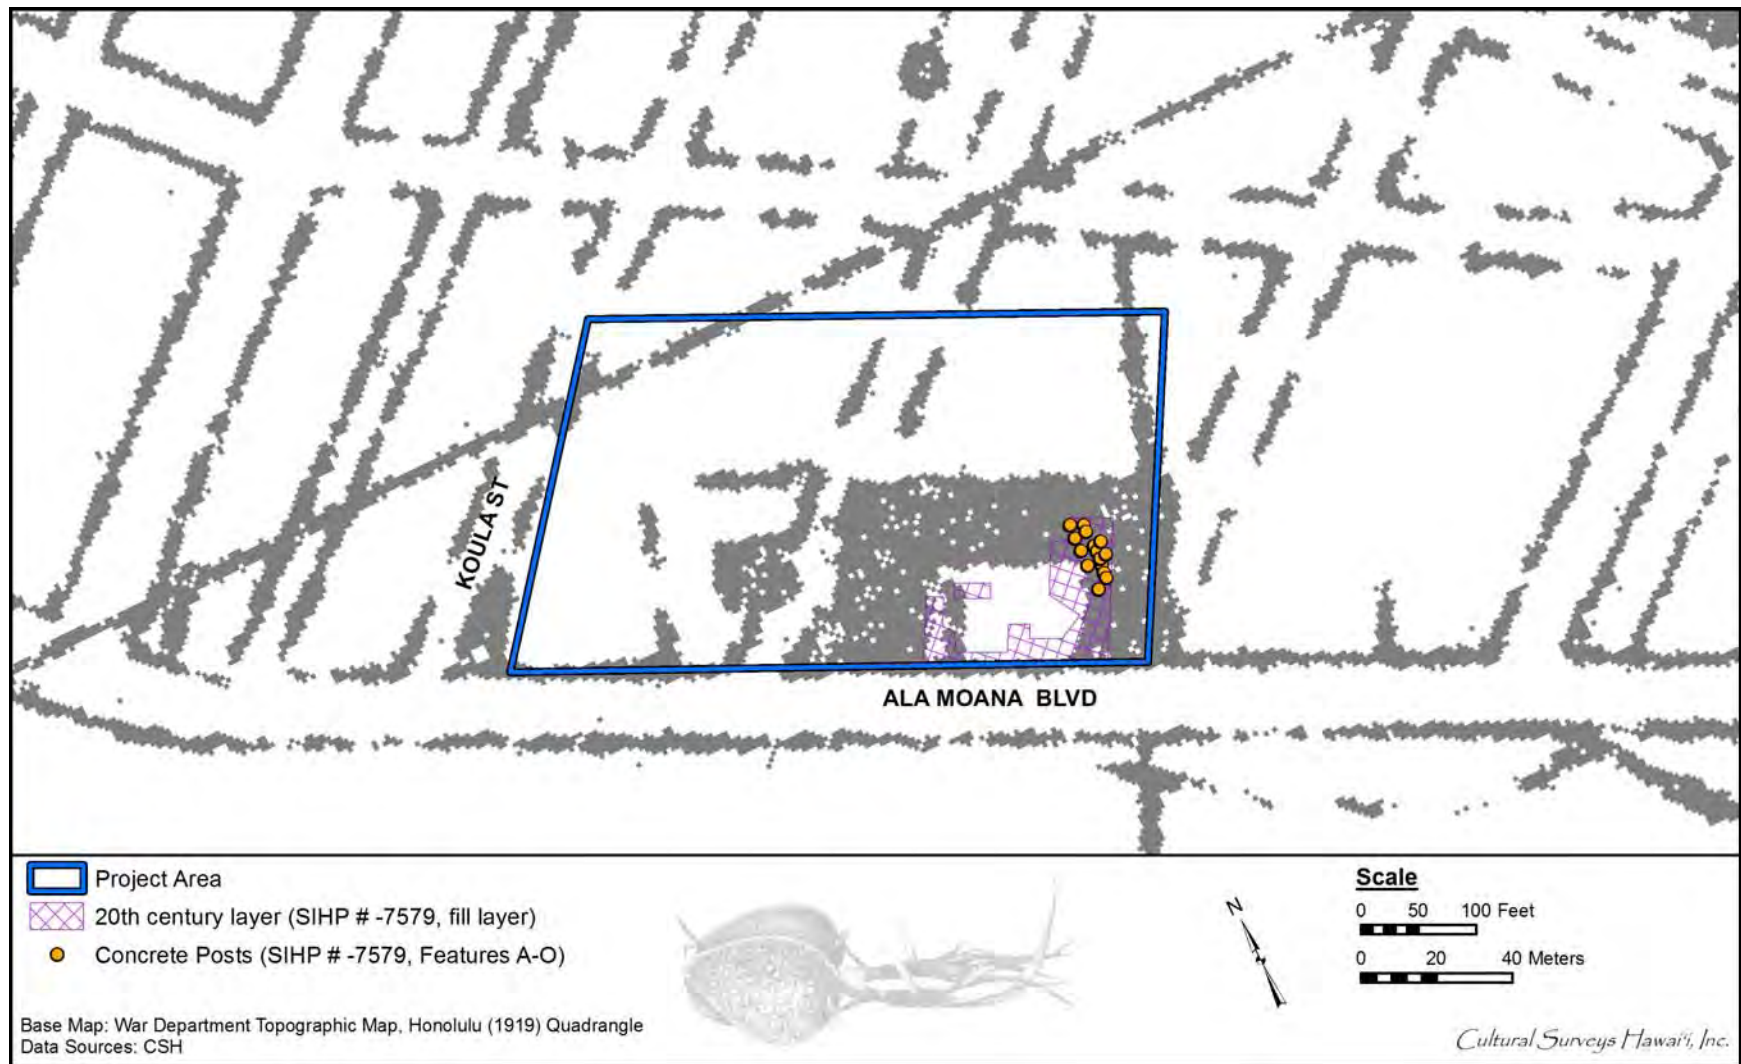 KOULA ST
ALA MOANA  BLVD
Project Area
20th century layer (SIHP # -7579, fill layer)
Concrete Posts (SIHP # -7579, Features A-O)
Base Map: War Department Topographic Map, Honolulu (1919) Quadrangle
Data Sources: CSH
N
Scale
0 50 100 Feet
0 20 40 Meters
Cultural Surveys Hawai'i, Inc.